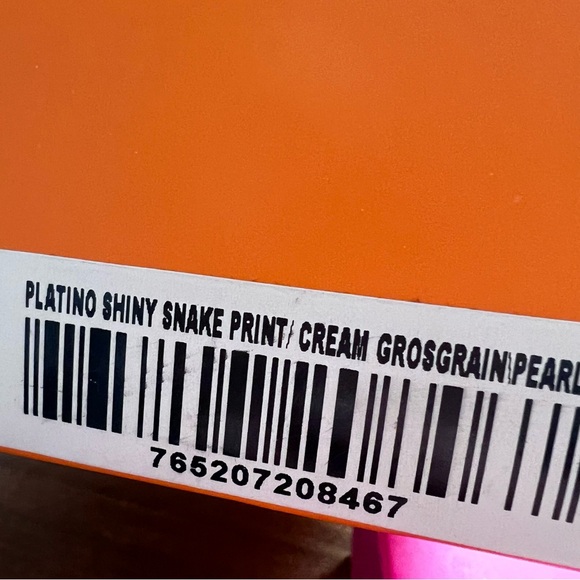 PLATINO SHINY SNAKE PRINT/ CREAM GROSGRAIN\PEARL
765207208467